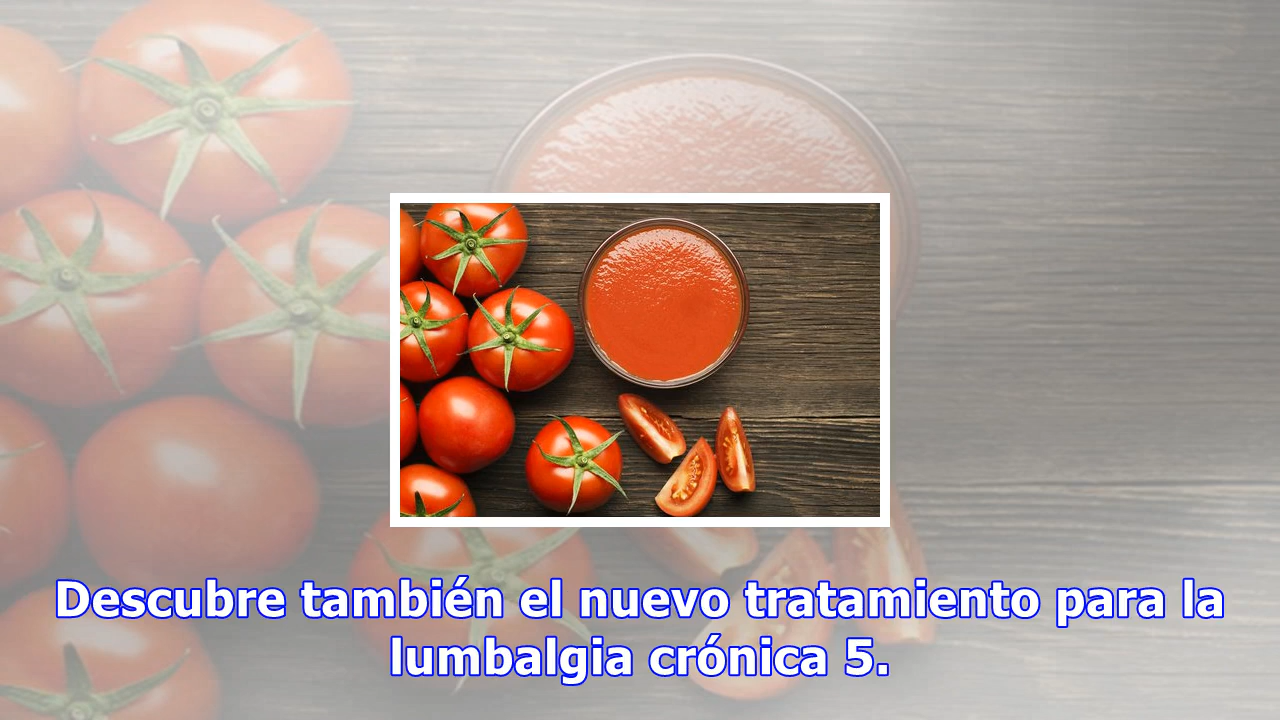 Descubre también el nuevo tratamiento para la
lumbalgia crónica 5.